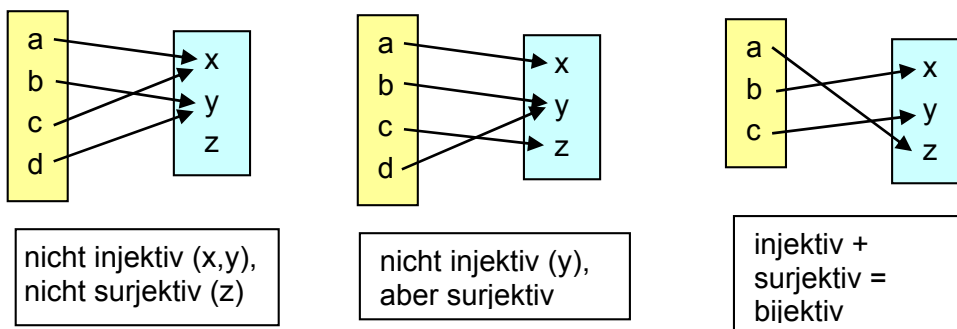 a
b
c
d
x
y
z
nicht injektiv (x,y),
nicht surjektiv (z)
a
b
c
d
x
y
z
nicht injektiv (y),
aber surjektiv
a
b
c
x
y
z
injektiv +
surjektiv =
bijektiv